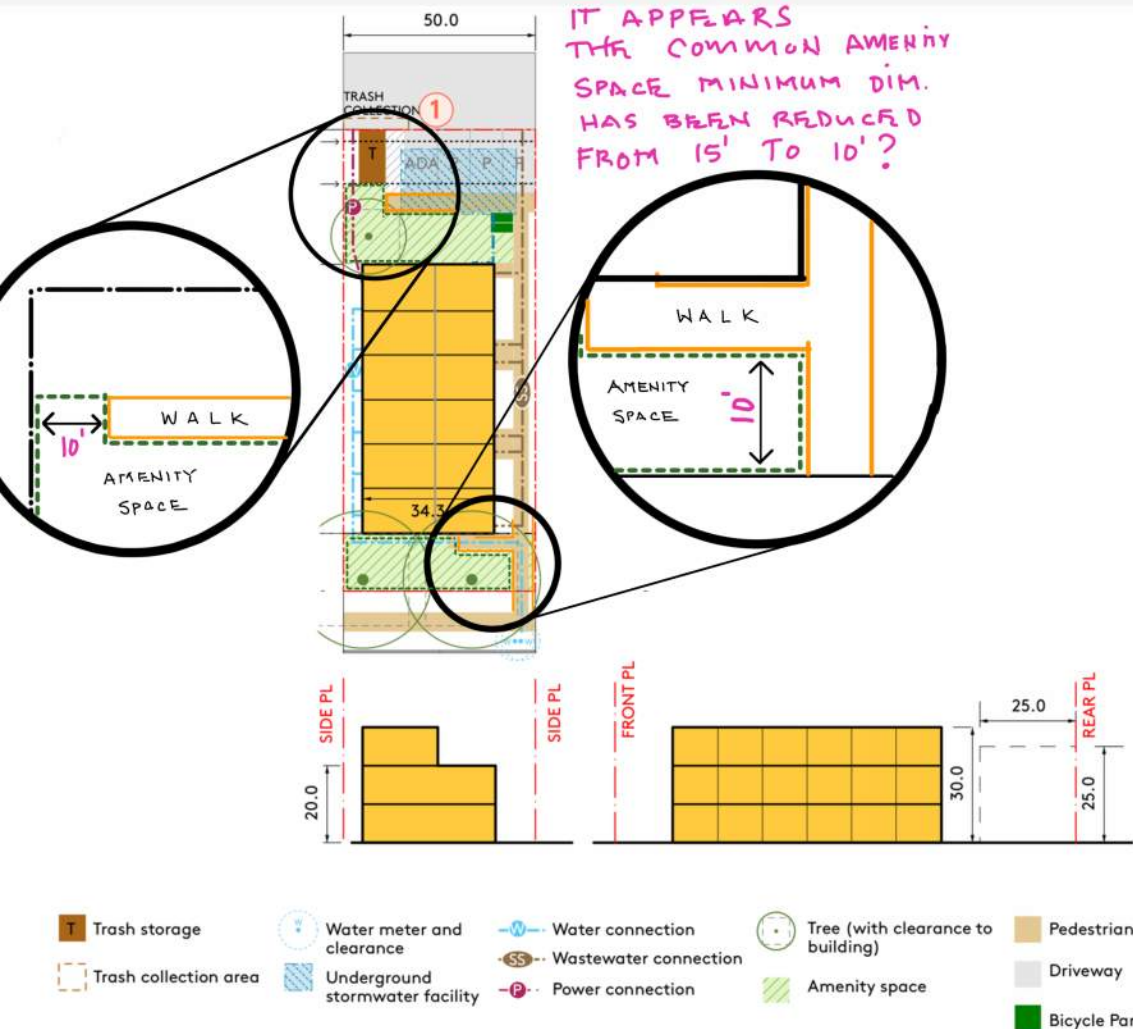 50.0
IT APPEARS
THE COMMON AMENITY
SPACE MINIMUM DIM.
HAS BEEN REDUCED
FROM 15' TO 10'?
TRASH
COLLECTION
1
T
ADA P P
P
WALK
10'
AMENITY
SPACE
WALK
AMENITY
SPACE
10'
W
SS
34.3
W W
SIDE PL
SIDE PL
FRONT PL
REAR PL
25.0
20.0
30.0
25.0
T Trash storage
Trash collection area
W Water meter and
clearance
Underground
stormwater facility
W Water connection
SS Wastewater connection
P Power connection
Tree (with clearance to
building)
Amenity space
Pedestrian
Driveway
Bicycle Par